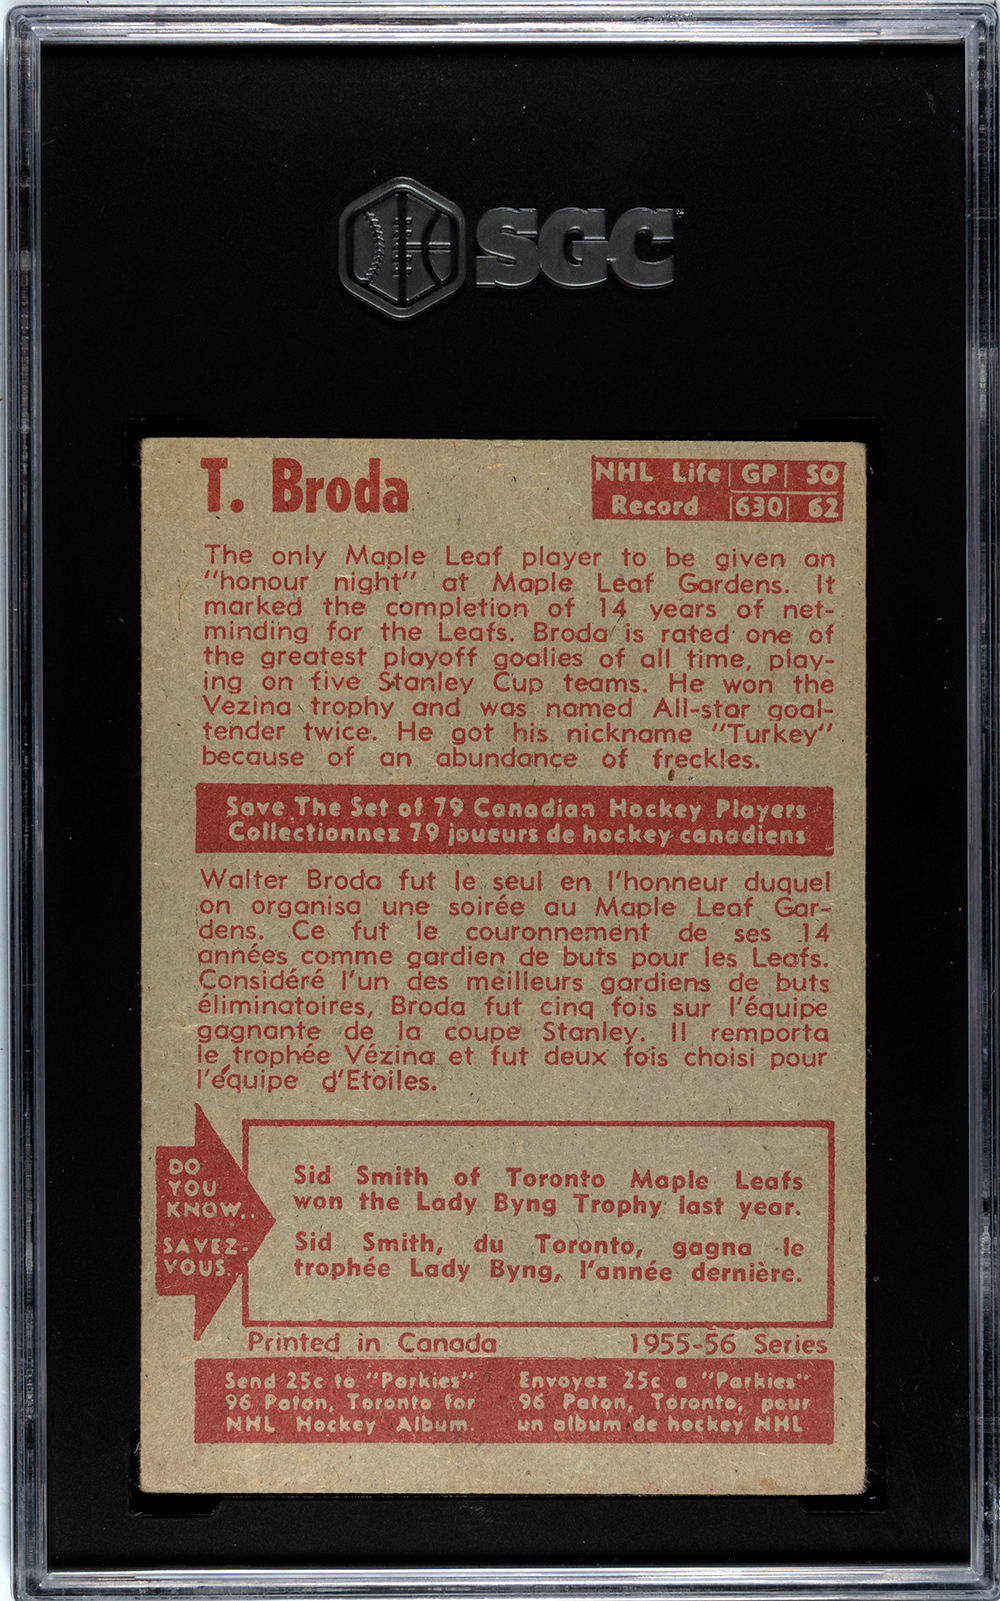 SGC
T. Broda
NHL Life GP SO
Record 630 62
The only Maple Leaf player to be given an
"honour night" at Maple Leaf Gardens. It
marked the completion of 14 years of net-
minding for the Leafs. Broda is rated one of
the greatest playoff goalies of all time, play-
ing on five Stanley Cup teams. He won the
Vezina trophy and was named All-star goal-
tender twice. He got his nickname "Turkey"
because of an abundance of freckles.
Save The Set of 79 Canadian Hockey Players
Collectionnez 79 joueurs de hockey canadiens
Walter Broda fut le seul en l'honneur duquel
on organisa une soirée au Maple Leaf Gar-
dens. Ce fut le couronnement de ses 14
années comme gardien de buts pour les Leafs.
Considéré l'un des meilleurs gardiens de buts
éliminatoires, Broda fut cinq fois sur l'équipe
gagnante de la coupe Stanley. Il remporta
le trophée Vézina et fut deux fois choisi pour
l'équipe d'Etoiles.
DO
YOU
KNOW..
SAVEZ-
VOUS..
Sid Smith of Toronto Maple Leafs
won the Lady Byng Trophy last year.
Sid Smith, du Toronto, gagna le
trophée Lady Byng, l'année dernière.
Printed in Canada 1955-56 Series
Send 25c to "Parkies"
96 Paton, Toronto for
NHL Hockey Album.
Envoyez 25c a "Parkies"
96 Paton, Toronto, pour
un album de hockey NHL